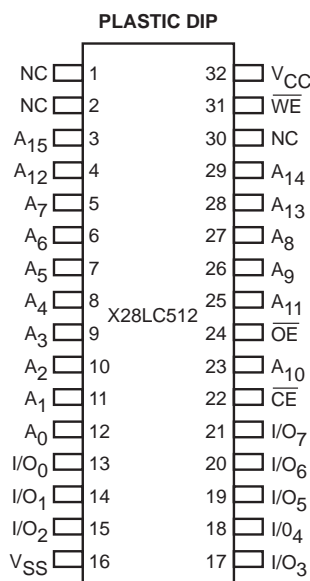 PLASTIC DIP
NC 1 32 VCC
NC 2 31 WE
A15 3 30 NC
A12 4 29 A14
A7 5 28 A13
A6 6 27 A8
A5 7 26 A9
A4 8 25 A11
X28LC512
A3 9 24 OE
A2 10 23 A10
A1 11 22 CE
A0 12 21 I/O7
I/O0 13 20 I/O6
I/O1 14 19 I/O5
I/O2 15 18 I/04
VSS 16 17 I/O3